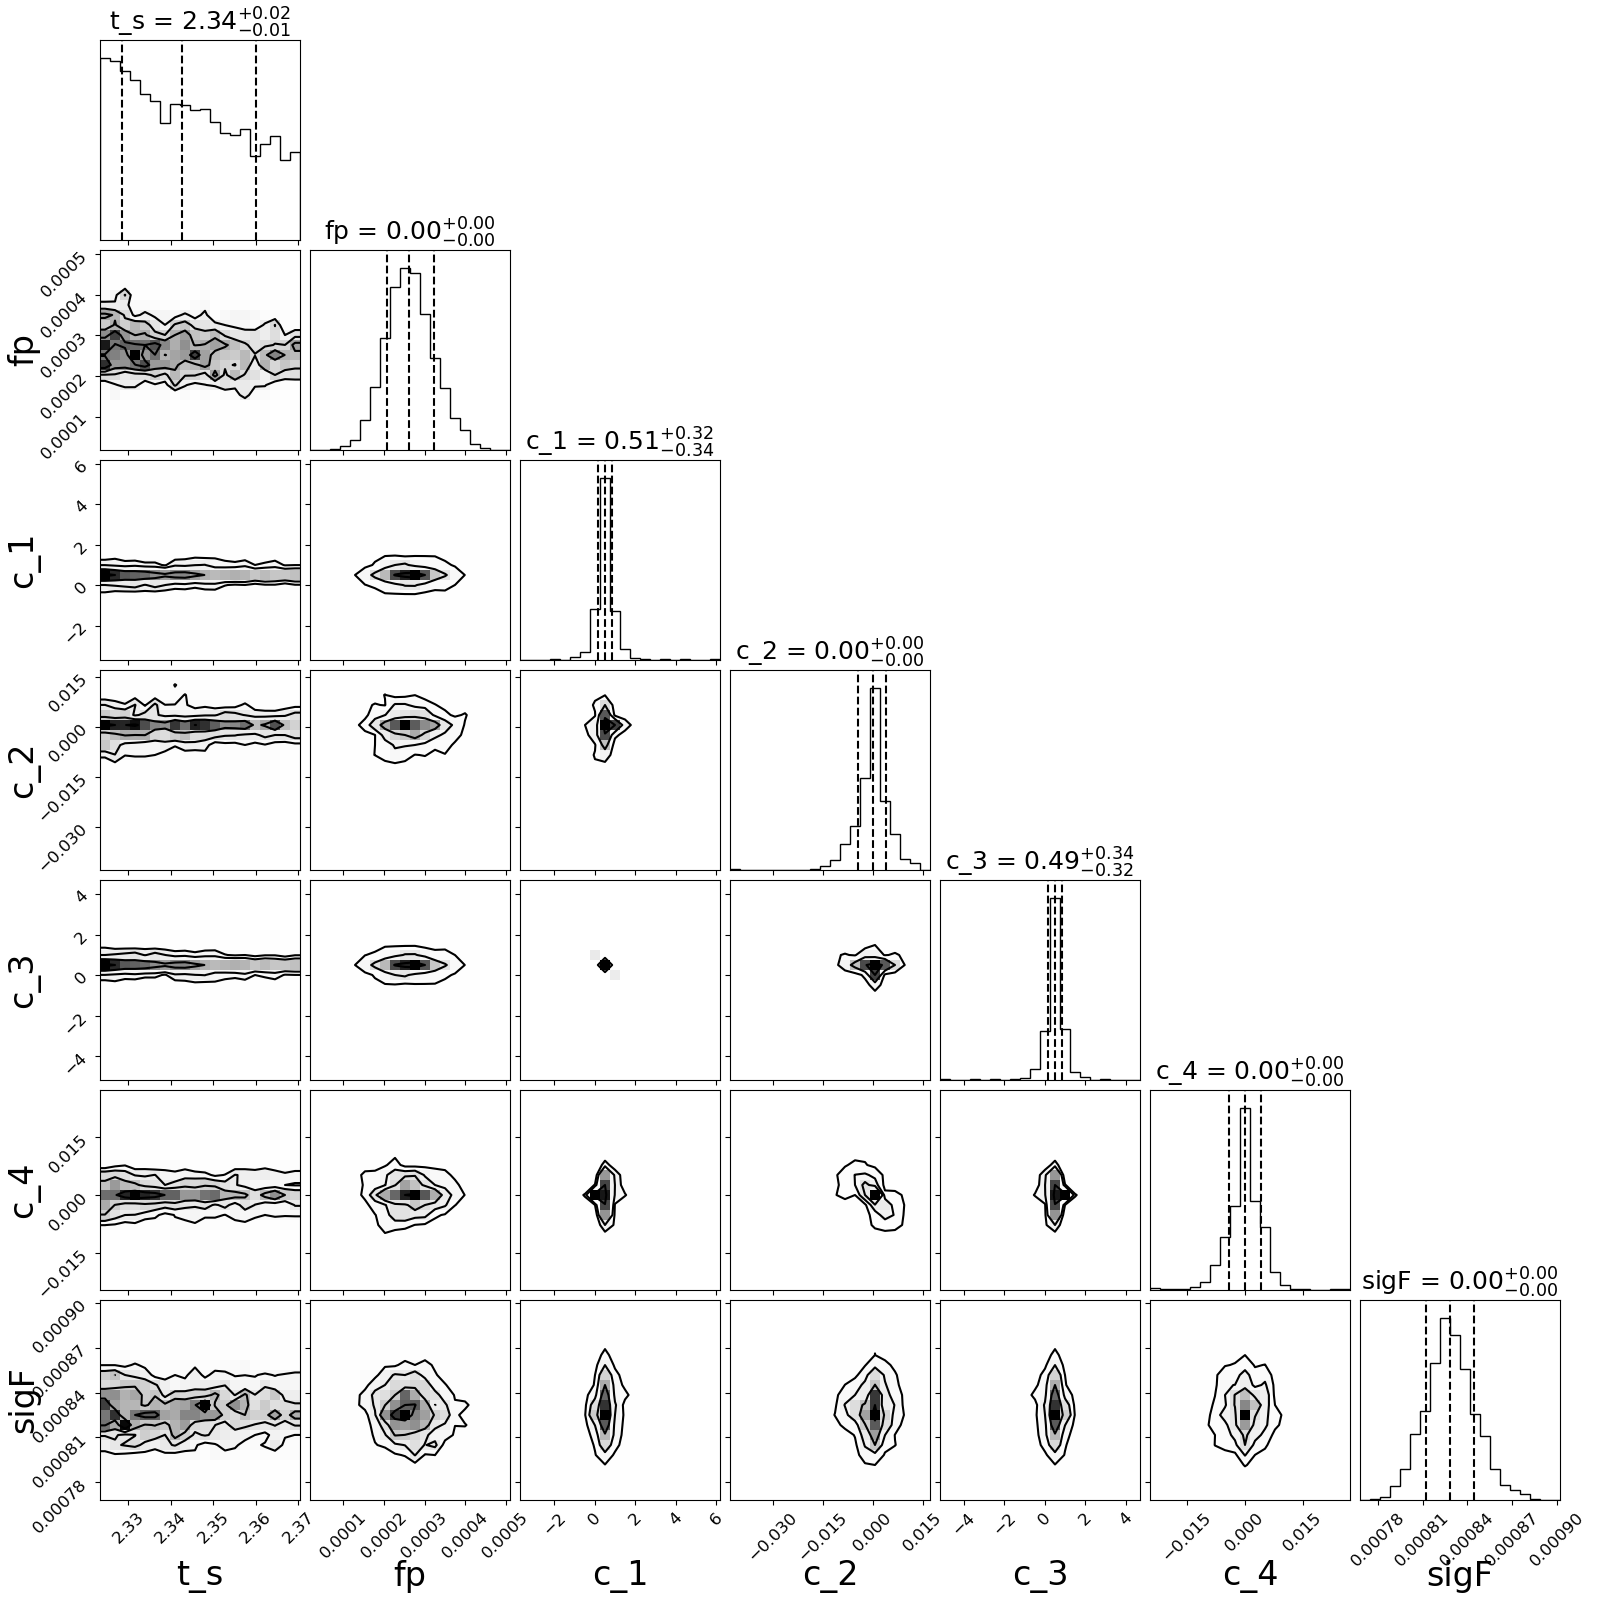 t_s = 2.34+0.02 −0.01
fp = 0.00+0.00 −0.00
0.0005
0.0004
0.0003
0.0002
0.0001
fp
c_1 = 0.51+0.32 −0.34
6
4
2
0
−2
c_1
c_2 = 0.00+0.00 −0.00
0.015
0.000
−0.015
−0.030
c_2
c_3 = 0.49+0.34 −0.32
4
2
0
−2
−4
c_3
c_4 = 0.00+0.00 −0.00
0.015
0.000
−0.015
c_4
sigF = 0.00+0.00 −0.00
0.00090
0.00087
0.00084
0.00081
0.00078
sigF
2.33 2.34 2.35 2.36 2.37
0.0001 0.0002 0.0003 0.0004 0.0005
−2 0 2 4 6
−0.030 −0.015 0.000 0.015
−4 −2 0 2 4
−0.015 0.000 0.015
0.00078 0.00081 0.00084 0.00087 0.00090
t_s fp c_1 c_2 c_3 c_4 sigF